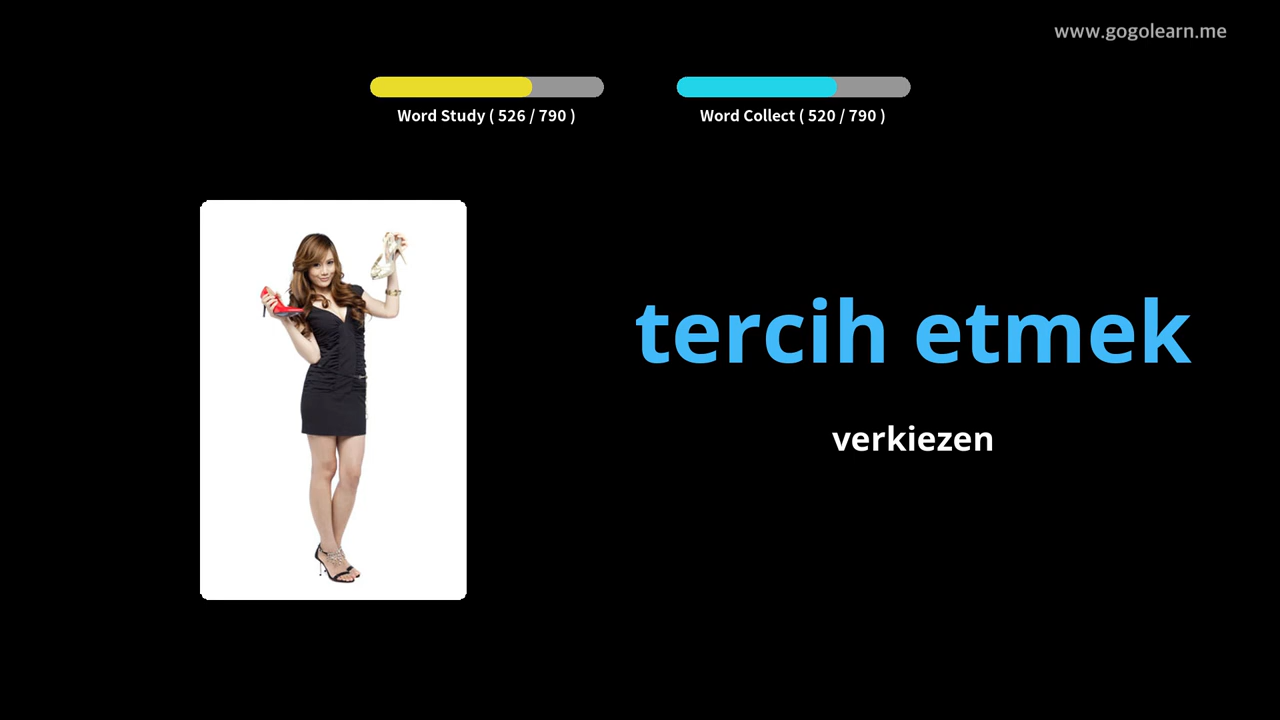 www.gogolearn.me
Word Study ( 526 / 790 )
Word Collect ( 520 / 790 )
tercih etmek
verkiezen